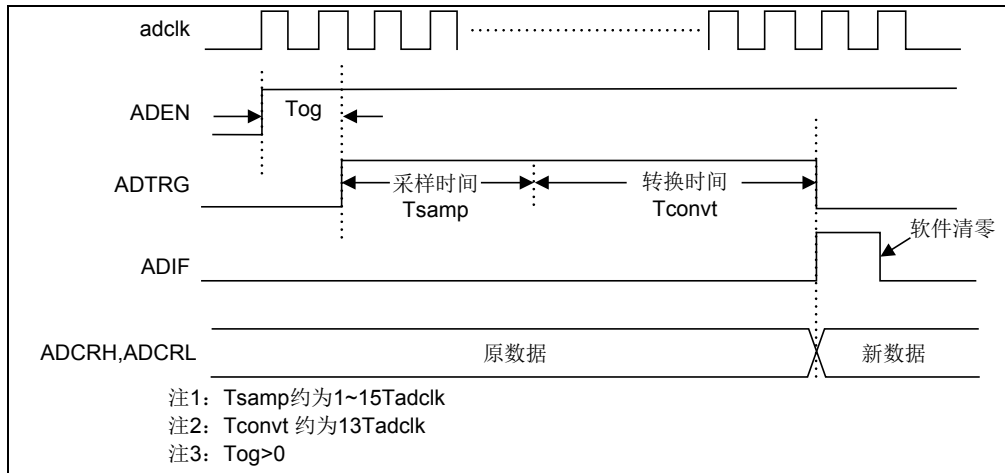 adclk
ADEN
Tog
ADTRG
采样时间
Tsamp
转换时间
Tconvt
软件清零
ADIF
ADCRH,ADCRL
原数据
新数据
注1：Tsamp约为1~15Tadclk
注2：Tconvt 约为13Tadclk
注3：Tog>0